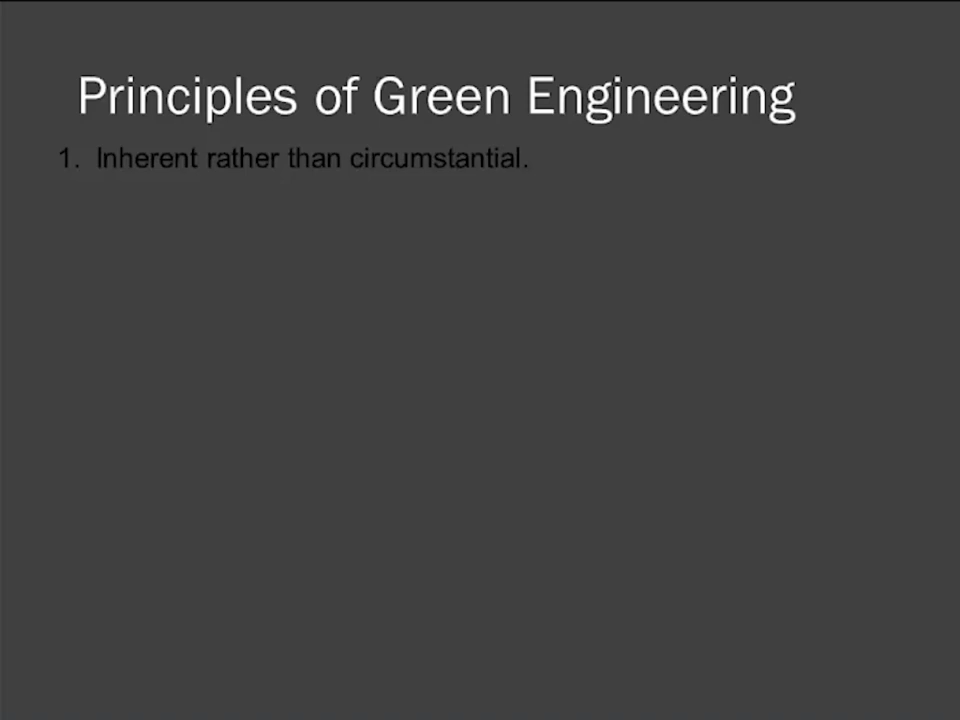 Principles of Green Engineering
1. Inherent rather than circumstantial.